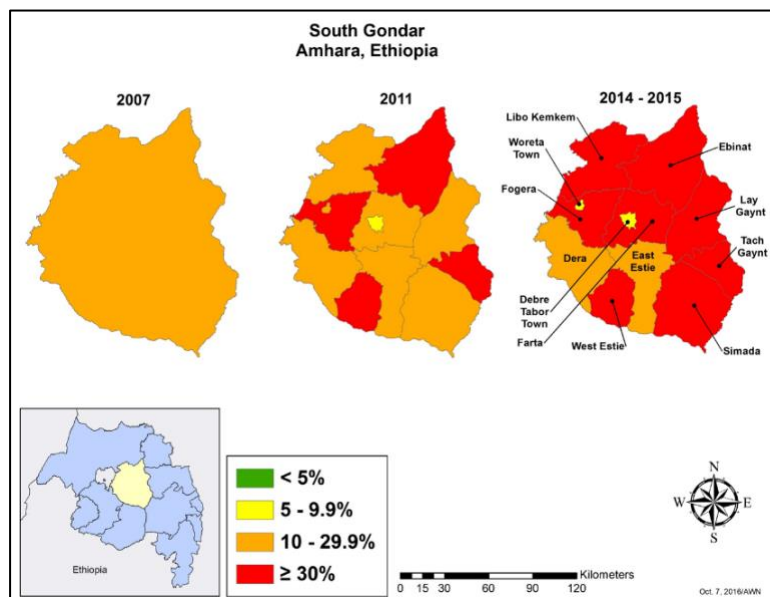 South Gondar
Amhara, Ethiopia
2007
2011
2014 - 2015
Libo Kemkem
Woreta
Town
Ebinat
Fogera
Lay
Gaynt
Tach
Gaynt
Dera
East
Estie
Debre
Tabor
Town
Farta
West Estie
Simada
Ethiopia
< 5%
5 - 9.9%
10 - 29.9%
≥ 30%
N
W
E
S
Kilometers
0 15 30 60 90 120
Oct. 7, 2016/AWN